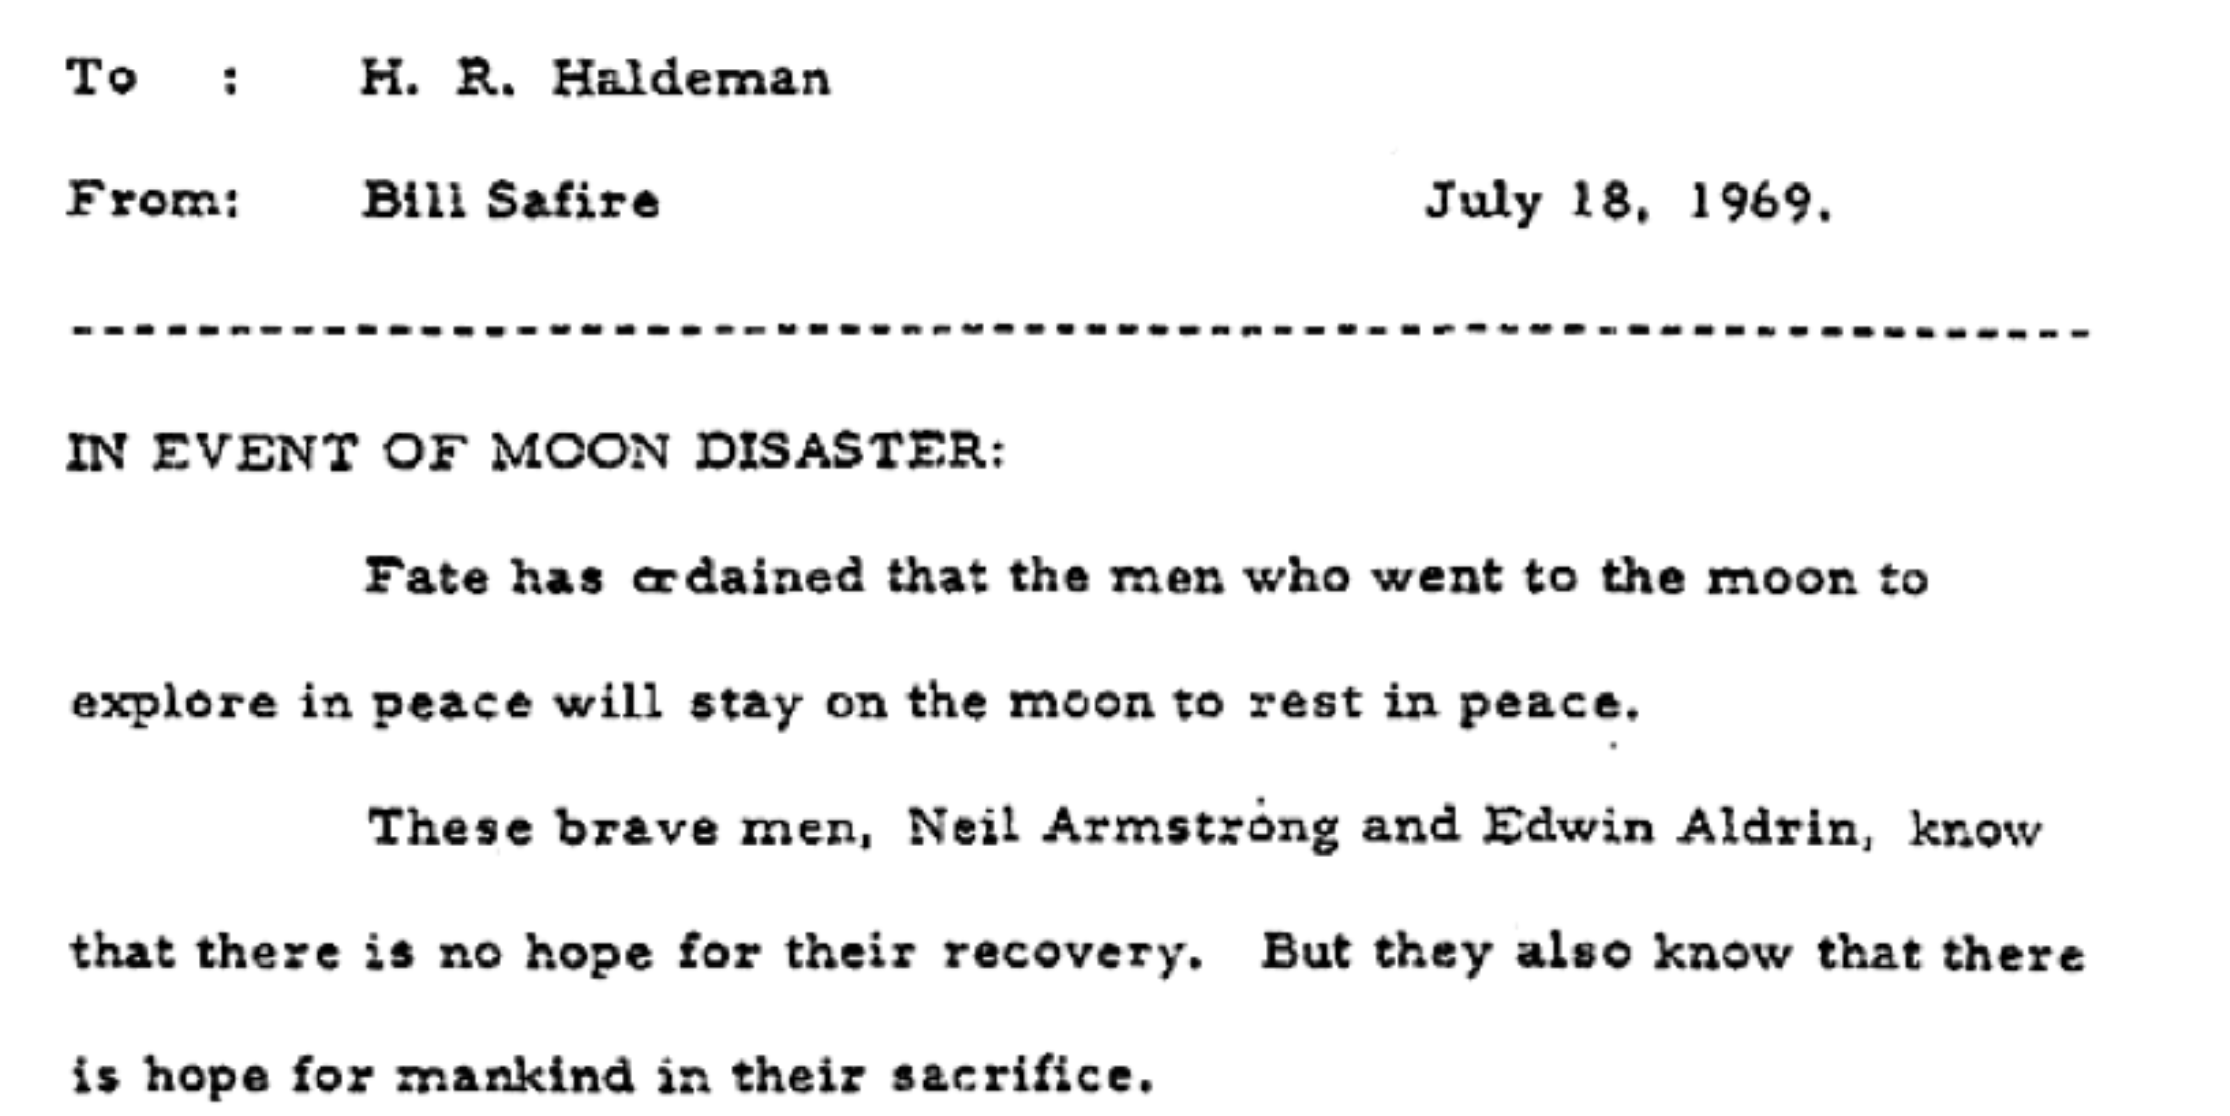 To : H. R. Haldeman
From: Bill Safire July 18, 1969.
---------------------------------------------------------------
IN EVENT OF MOON DISASTER:
Fate has ordained that the men who went to the moon to
explore in peace will stay on the moon to rest in peace.
These brave men, Neil Armstrong and Edwin Aldrin, know
that there is no hope for their recovery. But they also know that there
is hope for mankind in their sacrifice.